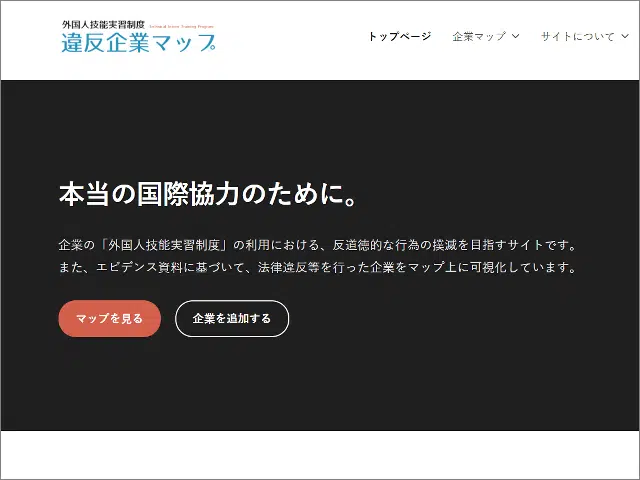 外国人技能実習制度 Technical Intern Training Program
違反企業マップ
トップページ 企業マップ サイトについて
本当の国際協力のために。
企業の「外国人技能実習制度」の利用における、反道徳的な行為の撲滅を目指すサイトです。
また、エビデンス資料に基づいて、法律違反等を行った企業をマップ上に可視化しています。
マップを見る 企業を追加する